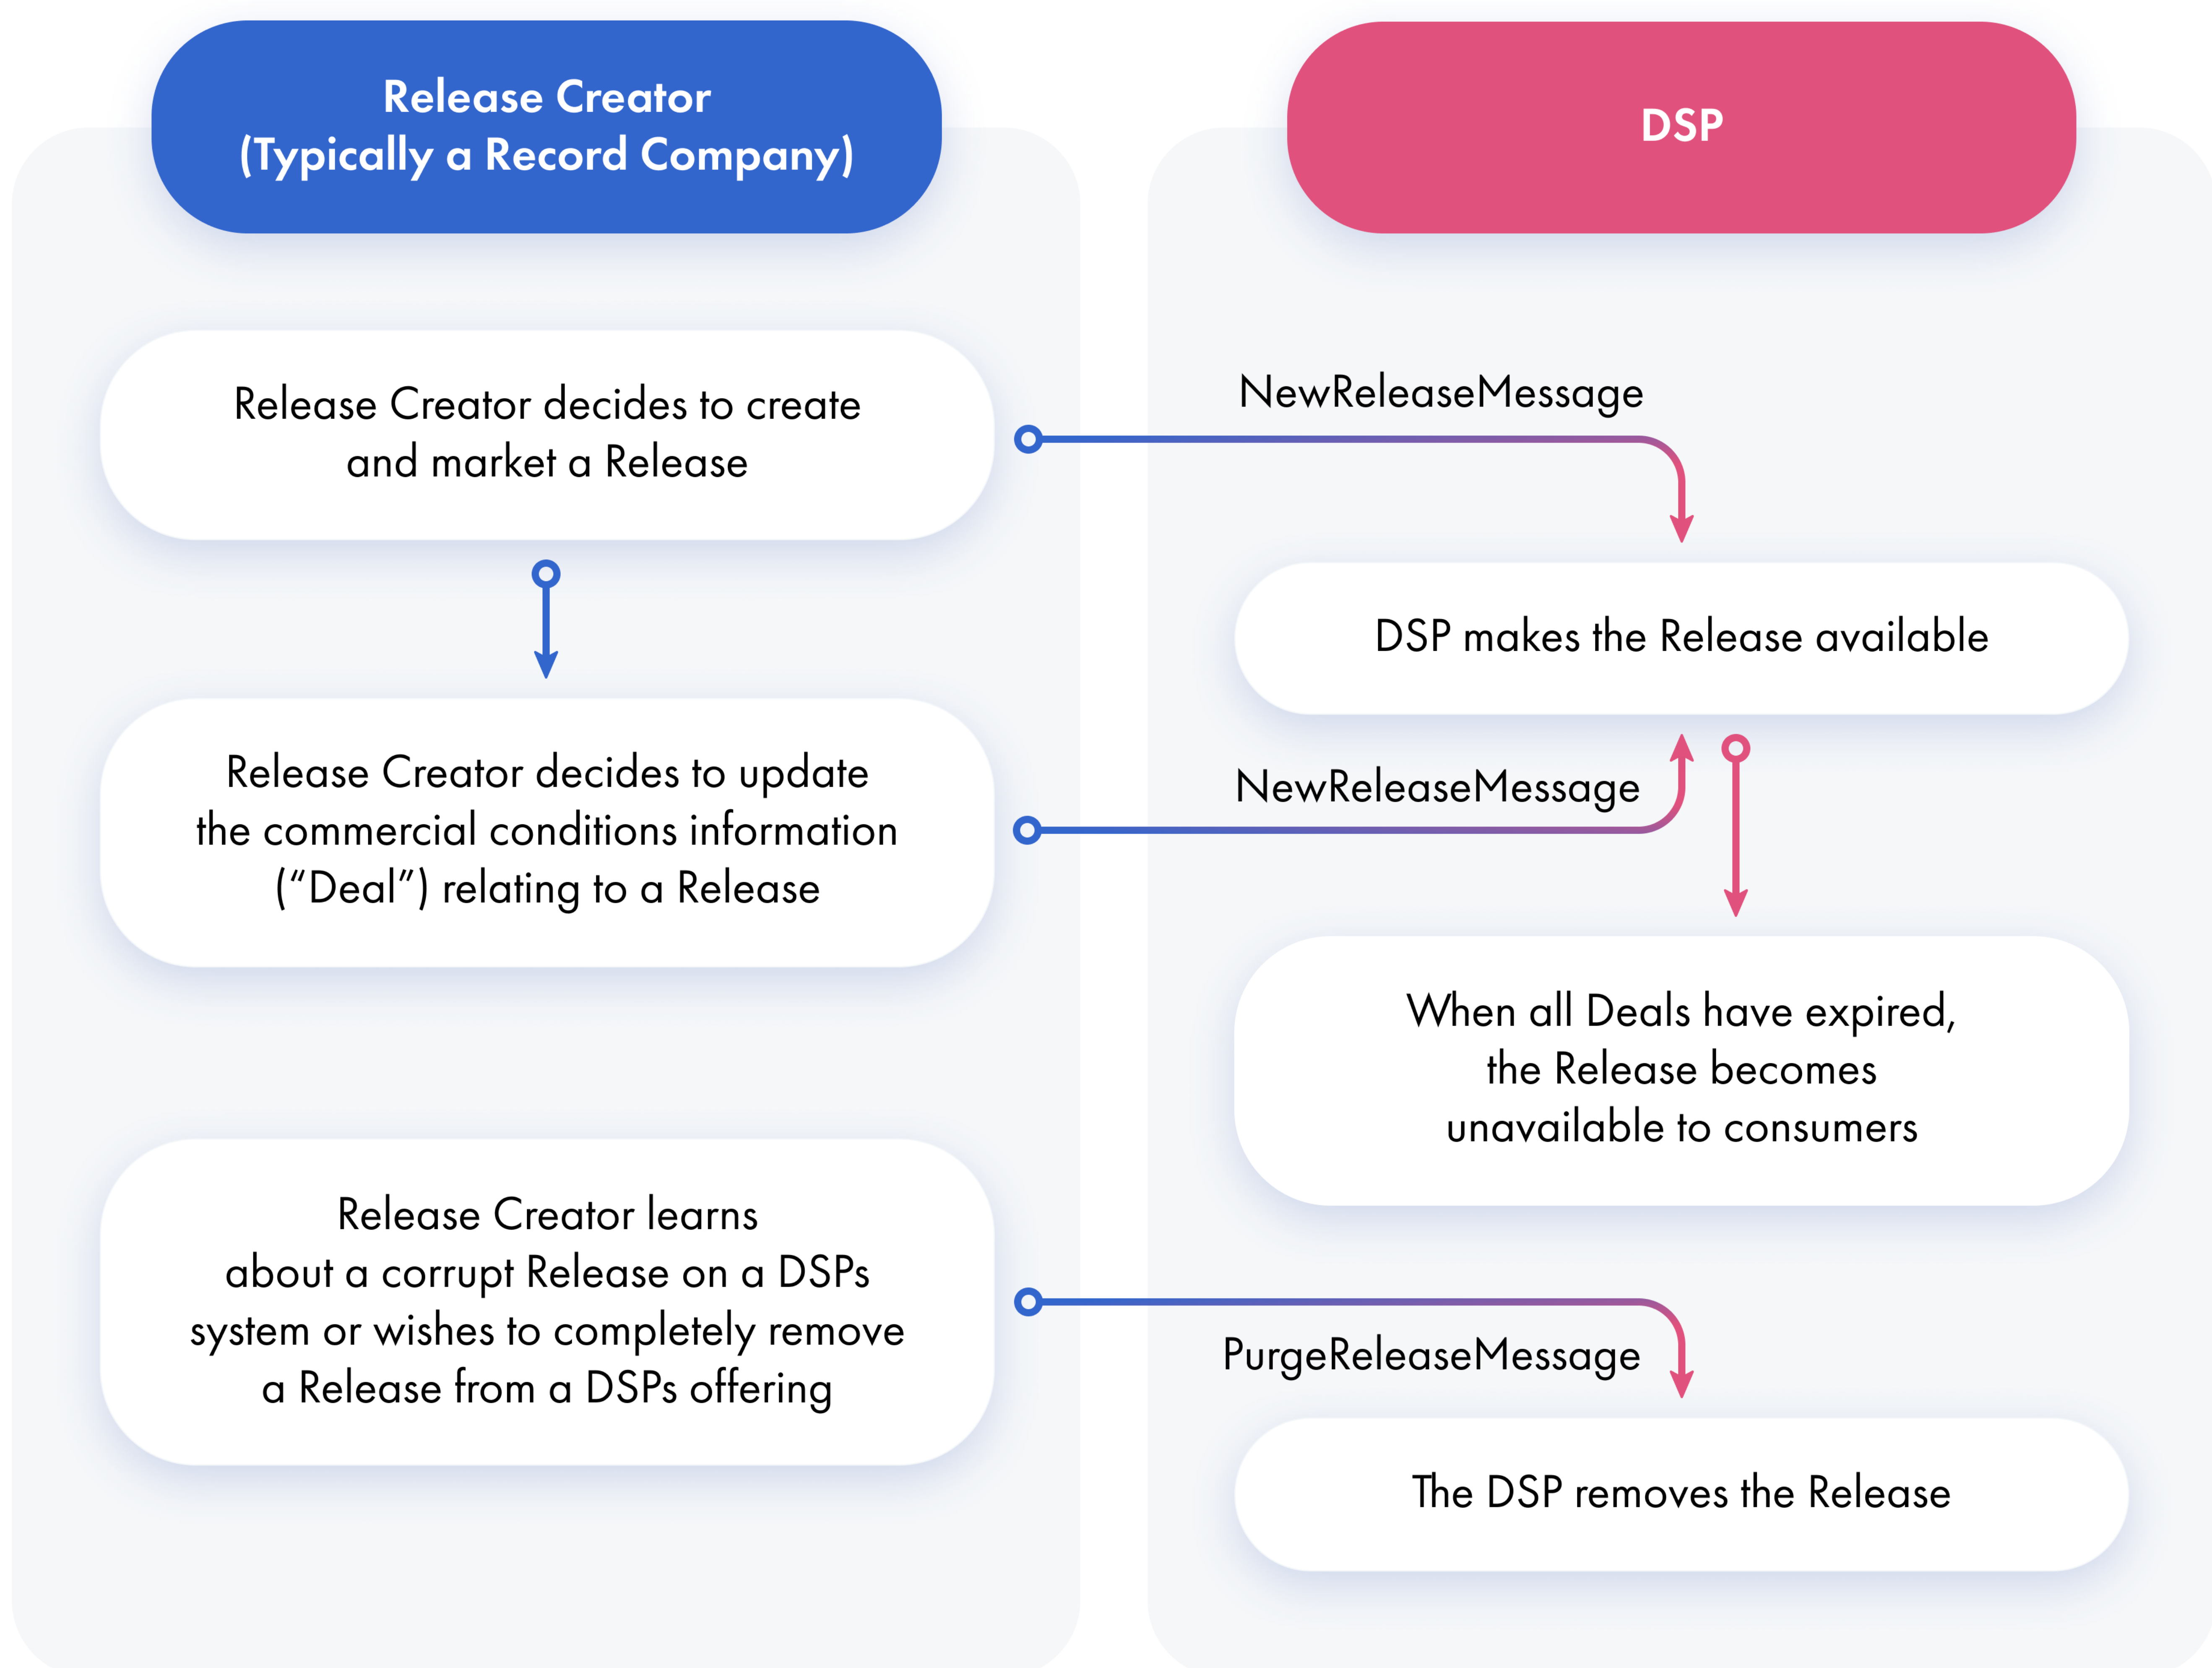 Release Creator
(Typically a Record Company)
DSP
Release Creator decides to create
and market a Release
NewReleaseMessage
DSP makes the Release available
Release Creator decides to update
the commercial conditions information
(“Deal”) relating to a Release
NewReleaseMessage
When all Deals have expired,
the Release becomes
unavailable to consumers
Release Creator learns
about a corrupt Release on a DSPs
system or wishes to completely remove
a Release from a DSPs offering
PurgeReleaseMessage
The DSP removes the Release